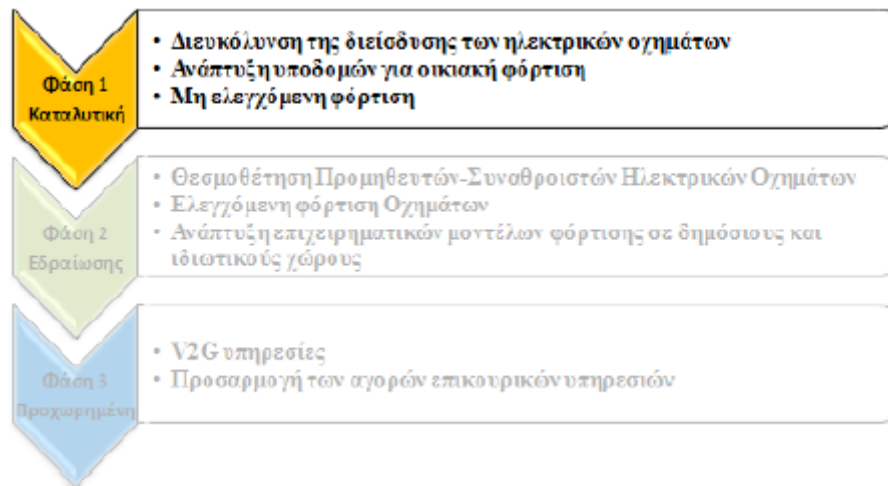 Φάση 1
Καταλυτική
• Διευκόλυνση της διείσδυσης των ηλεκτρικών οχημάτων
• Ανάπτυξη υποδομών για οικιακή φόρτιση
• Μη ελεγχόμενη φόρτιση
Φάση 2
Εδραίωσης
• Θεσμοθέτηση Προμηθευτών-Συναθροιστών Ηλεκτρικών Οχημάτων
• Ελεγχόμενη φόρτιση Οχημάτων
• Ανάπτυξη επιχειρηματικών μοντέλων φόρτισης σε δημόσιους και
ιδιωτικούς χώρους
Φάση 3
Προχωρημένη
• V2G υπηρεσίες
• Προσαρμογή των αγορών επικουρικών υπηρεσιών